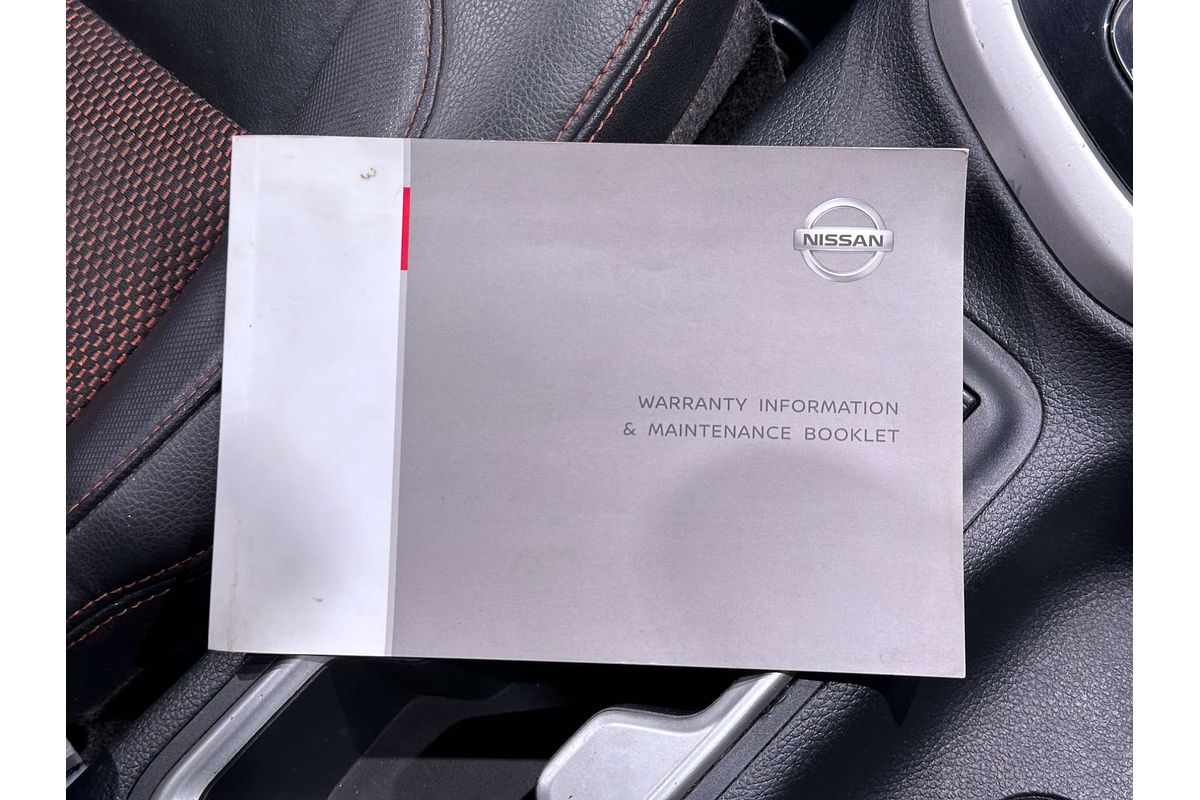 NISSAN
WARRANTY INFORMATION
& MAINTENANCE BOOKLET